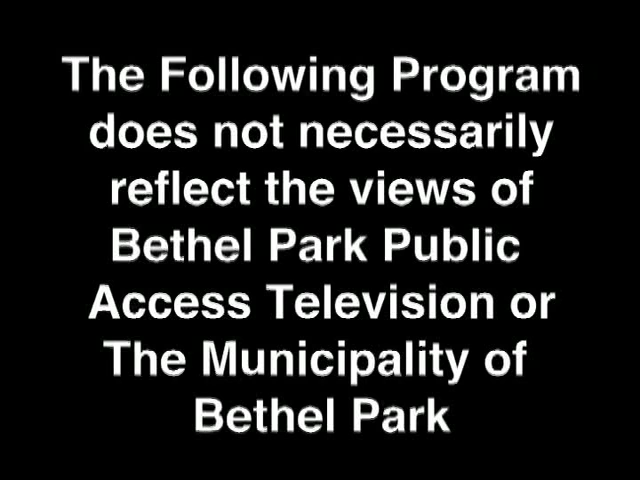 The Following Program
does not necessarily
reflect the views of
Bethel Park Public
Access Television or
The Municipality of
Bethel Park